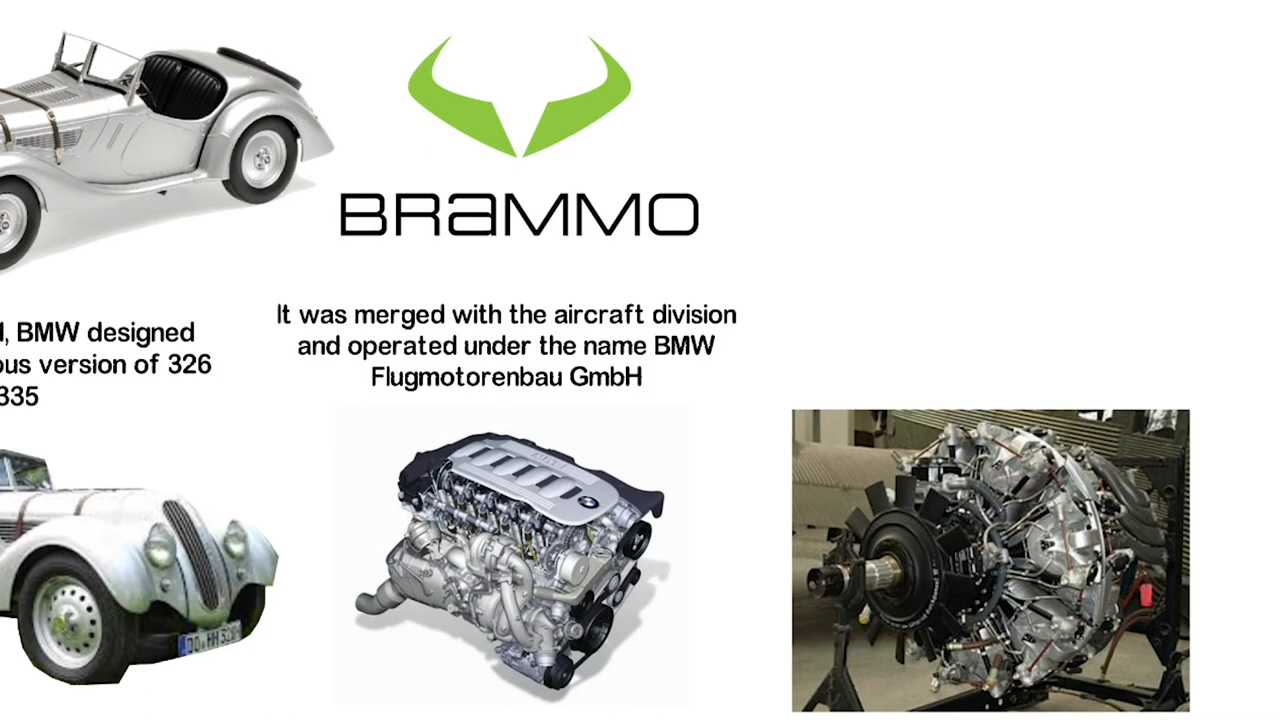 BRaMMO
It was merged with the aircraft division
and operated under the name BMW
Flugmotorenbau GmbH
, BMW designed
version of 326
335